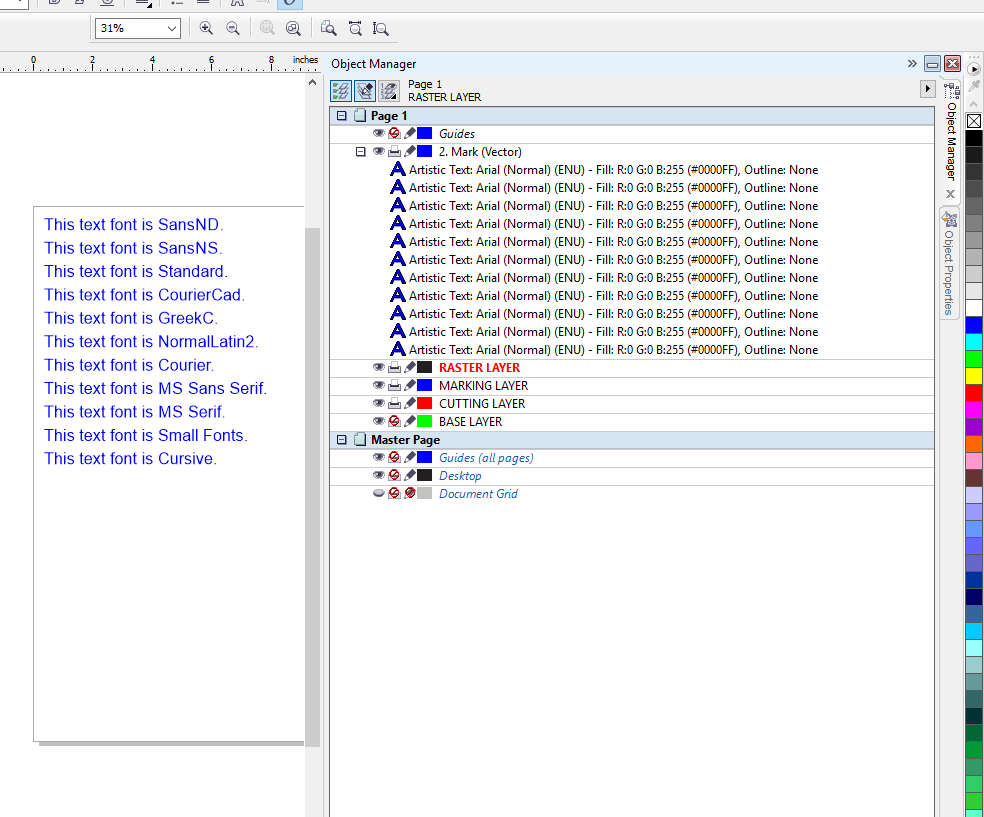 31%
0 2 4 6 8 inches
This text font is SansND.
This text font is SansNS.
This text font is Standard.
This text font is CourierCad.
This text font is GreekC.
This text font is NormalLatin2.
This text font is Courier.
This text font is MS Sans Serif.
This text font is MS Serif.
This text font is Small Fonts.
This text font is Cursive.
Object Manager
Page 1
RASTER LAYER
Page 1
Guides
2. Mark (Vector)
Artistic Text: Arial (Normal) (ENU) - Fill: R:0 G:0 B:255 (#0000FF), Outline: None
Artistic Text: Arial (Normal) (ENU) - Fill: R:0 G:0 B:255 (#0000FF), Outline: None
Artistic Text: Arial (Normal) (ENU) - Fill: R:0 G:0 B:255 (#0000FF), Outline: None
Artistic Text: Arial (Normal) (ENU) - Fill: R:0 G:0 B:255 (#0000FF), Outline: None
Artistic Text: Arial (Normal) (ENU) - Fill: R:0 G:0 B:255 (#0000FF), Outline: None
Artistic Text: Arial (Normal) (ENU) - Fill: R:0 G:0 B:255 (#0000FF), Outline: None
Artistic Text: Arial (Normal) (ENU) - Fill: R:0 G:0 B:255 (#0000FF), Outline: None
Artistic Text: Arial (Normal) (ENU) - Fill: R:0 G:0 B:255 (#0000FF), Outline: None
Artistic Text: Arial (Normal) (ENU) - Fill: R:0 G:0 B:255 (#0000FF), Outline: None
Artistic Text: Arial (Normal) (ENU) - Fill: R:0 G:0 B:255 (#0000FF), Outline: None
Artistic Text: Arial (Normal) (ENU) - Fill: R:0 G:0 B:255 (#0000FF), Outline: None
RASTER LAYER
MARKING LAYER
CUTTING LAYER
BASE LAYER
Master Page
Guides (all pages)
Desktop
Document Grid
Object Manager
Object Properties